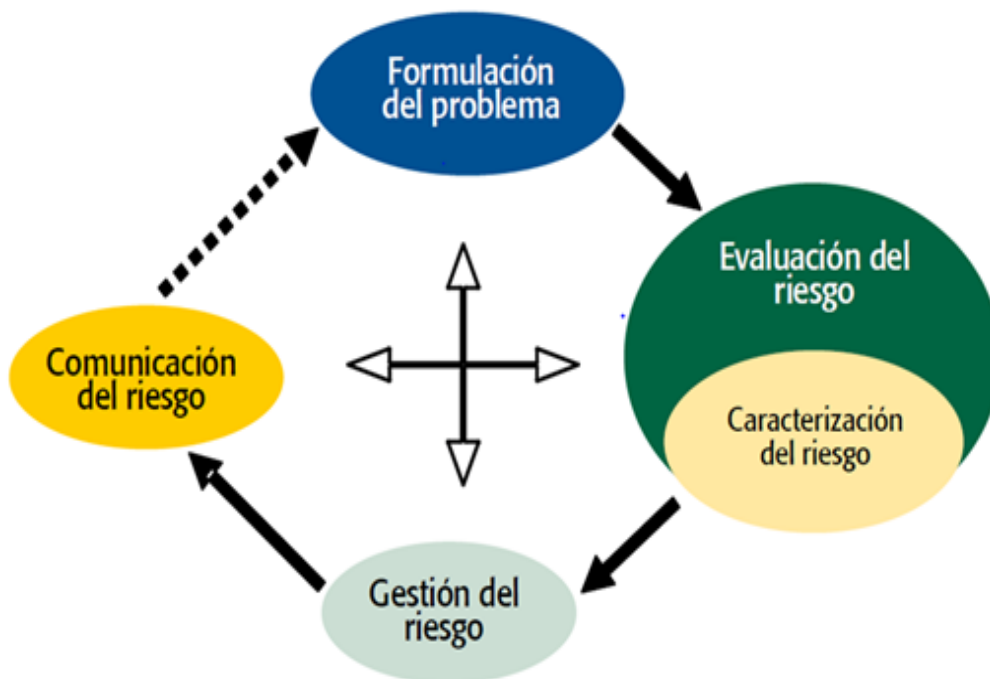 Formulación
del problema
Evaluación del
riesgo
Caracterización
del riesgo
Gestión del
riesgo
Comunicación
del riesgo